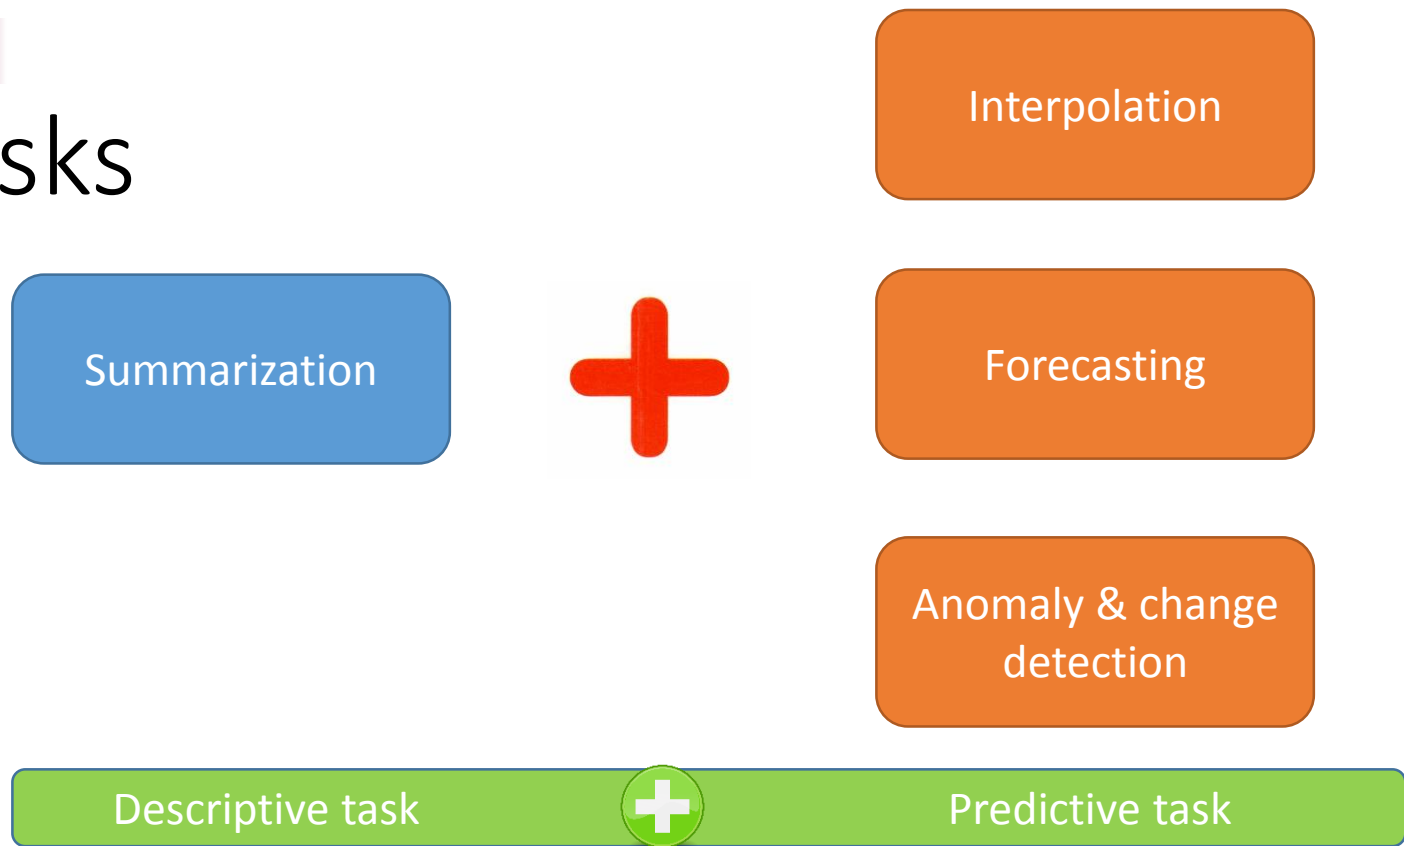 sks
Interpolation
Summarization
Forecasting
Anomaly & change
detection
Descriptive task
Predictive task